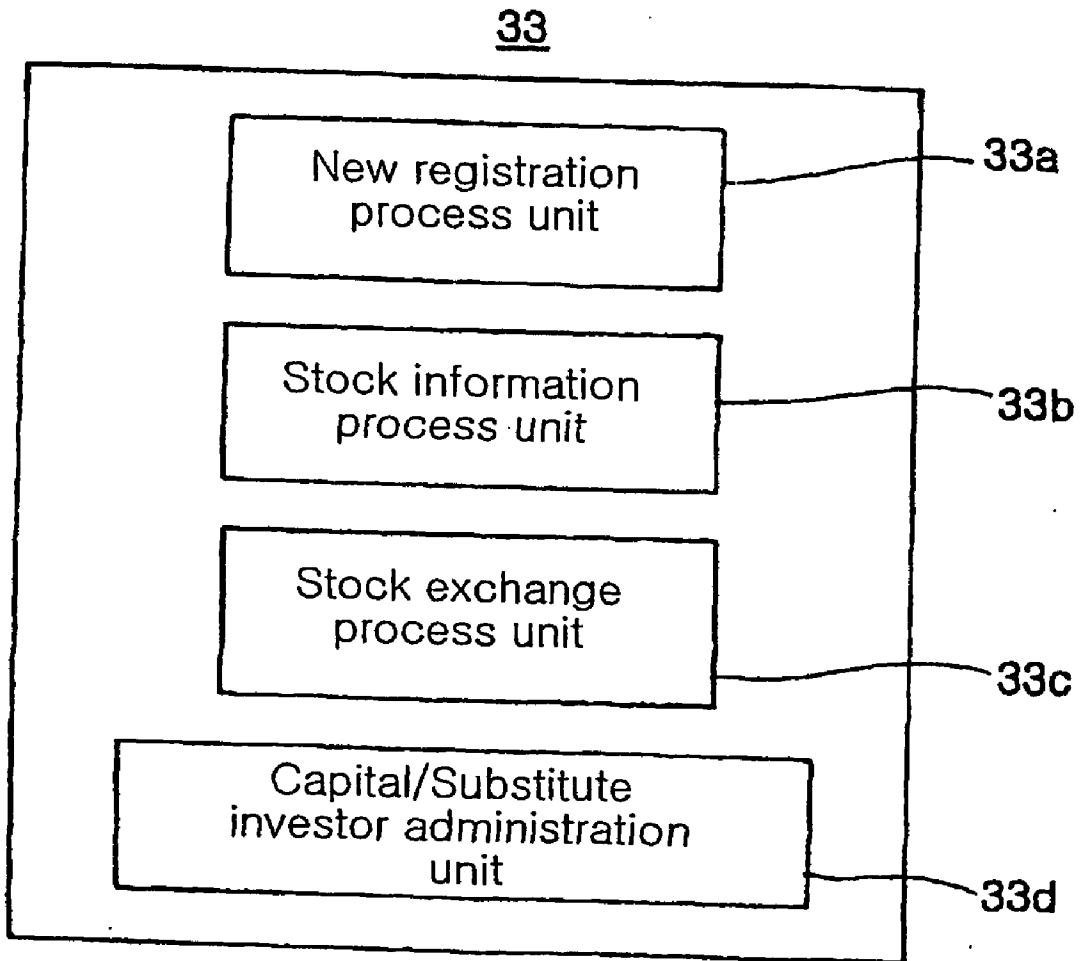 33
New registration
process unit
33a
Stock information
process unit
33b
Stock exchange
process unit
33c
Capital/Substitute
investor administration
unit
33d